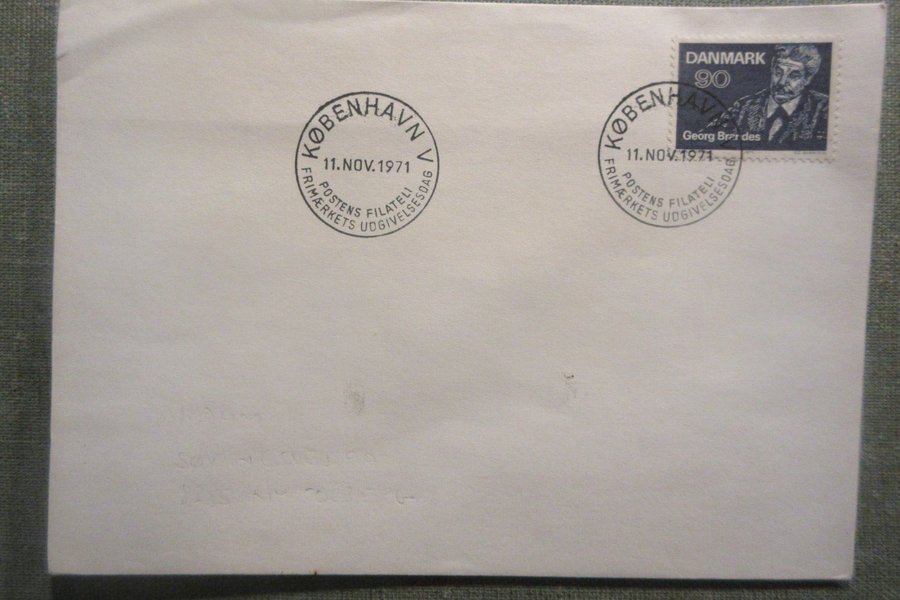 KØBENHAVN V
11.NOV.1971
POSTENS FILATELI
FRIMÆRKETS UDGIVELSESDAG
DANMARK
90
Georg Brandes
KØBENHAVN V
11.NOV.1971
POSTENS FILATELI
FRIMÆRKETS UDGIVELSESDAG